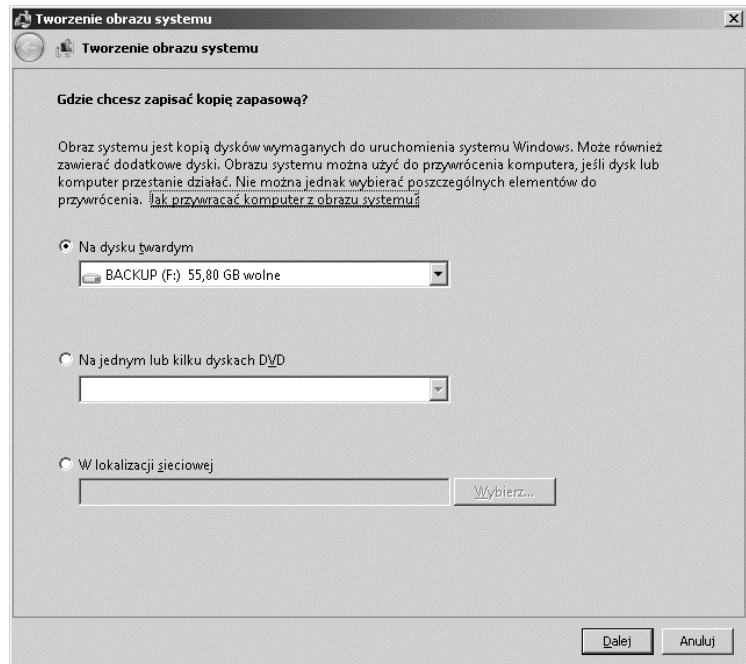 Tworzenie obrazu systemu
Tworzenie obrazu systemu
Gdzie chcesz zapisać kopię zapasową?
Obraz systemu jest kopią dysków wymaganych do uruchomienia systemu Windows. Może również
zawierać dodatkowe dyski. Obrazu systemu można użyć do przywrócenia komputera, jeśli dysk lub
komputer przestanie działać. Nie można jednak wybierać poszczególnych elementów do
przywrócenia. Jak przywracać komputer z obrazu systemu?
Na dysku twardym
BACKUP (F:) 55,80 GB wolne
Na jednym lub kilku dyskach DVD
W lokalizacji sieciowej
Wybierz...
Dalej Anuluj